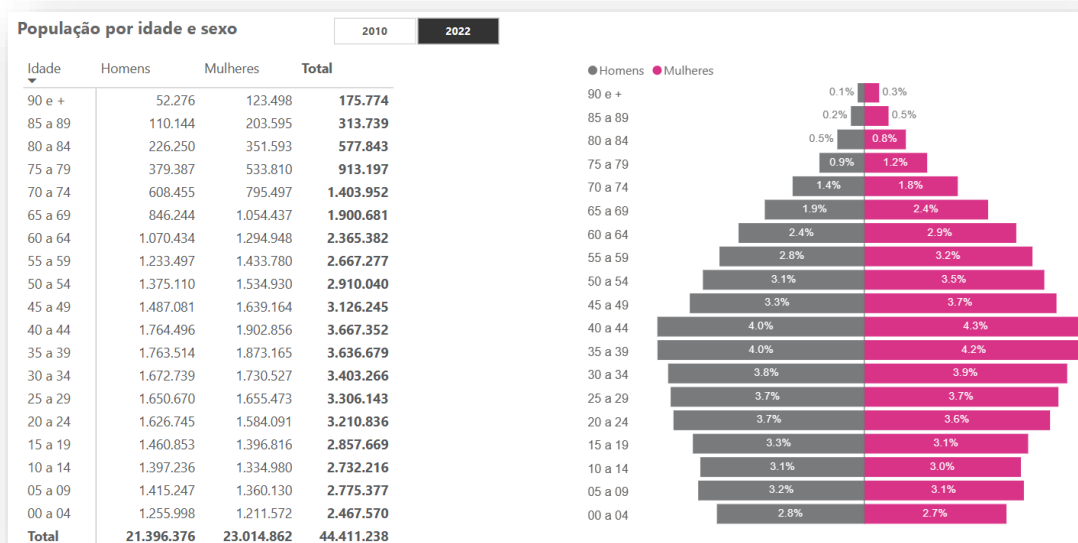 População por idade e sexo 2010 2022
Idade Homens Mulheres Total
90 e + 52.276 123.498 175.774
85 a 89 110.144 203.595 313.739
80 a 84 226.250 351.593 577.843
75 a 79 379.387 533.810 913.197
70 a 74 608.455 795.497 1.403.952
65 a 69 846.244 1.054.437 1.900.681
60 a 64 1.070.434 1.294.948 2.365.382
55 a 59 1.233.497 1.433.780 2.667.277
50 a 54 1.375.110 1.534.930 2.910.040
45 a 49 1.487.081 1.639.164 3.126.245
40 a 44 1.764.496 1.902.856 3.667.352
35 a 39 1.763.514 1.873.165 3.636.679
30 a 34 1.672.739 1.730.527 3.403.266
25 a 29 1.650.670 1.655.473 3.306.143
20 a 24 1.626.745 1.584.091 3.210.836
15 a 19 1.460.853 1.396.816 2.857.669
10 a 14 1.397.236 1.334.980 2.732.216
05 a 09 1.415.247 1.360.130 2.775.377
00 a 04 1.255.998 1.211.572 2.467.570
Total 21.396.376 23.014.862 44.411.238
Homens Mulheres
90 e + 0.1% 0.3%
85 a 89 0.2% 0.5%
80 a 84 0.5% 0.8%
75 a 79 0.9% 1.2%
70 a 74 1.4% 1.8%
65 a 69 1.9% 2.4%
60 a 64 2.4% 2.9%
55 a 59 2.8% 3.2%
50 a 54 3.1% 3.5%
45 a 49 3.3% 3.7%
40 a 44 4.0% 4.3%
35 a 39 4.0% 4.2%
30 a 34 3.8% 3.9%
25 a 29 3.7% 3.7%
20 a 24 3.7% 3.6%
15 a 19 3.3% 3.1%
10 a 14 3.1% 3.0%
05 a 09 3.2% 3.1%
00 a 04 2.8% 2.7%